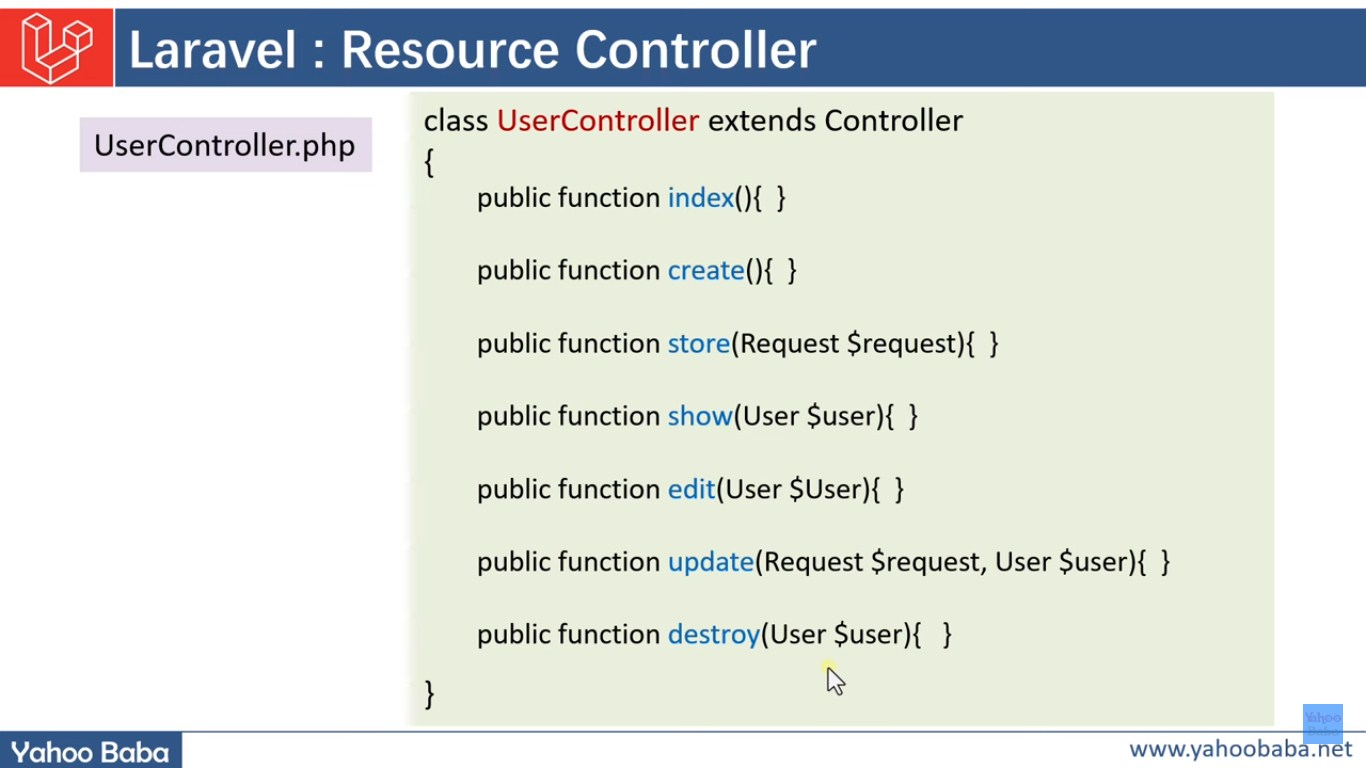 Laravel : Resource Controller
UserController.php
class UserController extends Controller
{
public function index(){ }
public function create(){ }
public function store(Request $request){ }
public function show(User $user){ }
public function edit(User $User){ }
public function update(Request $request, User $user){ }
public function destroy(User $user){ }
}
Yahoo
Baba
Yahoo Baba
www.yahoobaba.net